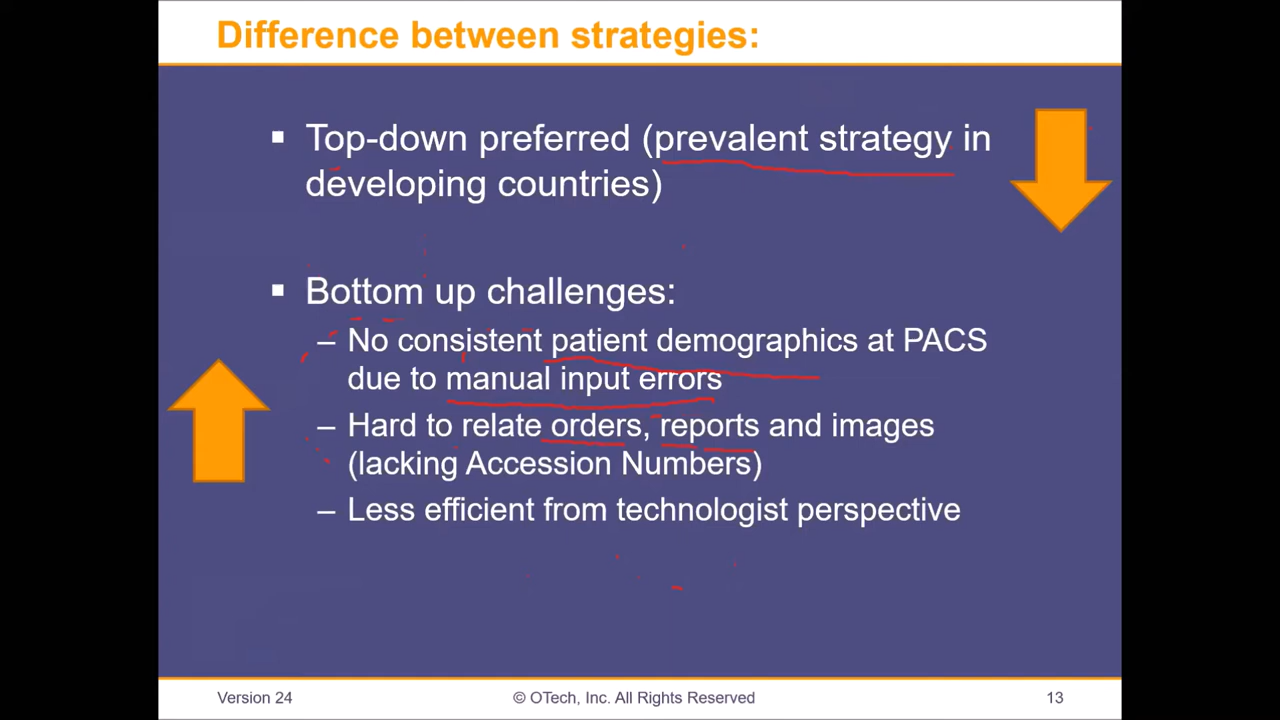 Difference between strategies:
▪ Top-down preferred (prevalent strategy in
developing countries)
▪ Bottom up challenges:
– No consistent patient demographics at PACS
due to manual input errors
– Hard to relate orders, reports and images
(lacking Accession Numbers)
– Less efficient from technologist perspective
Version 24
© OTech, Inc. All Rights Reserved
13